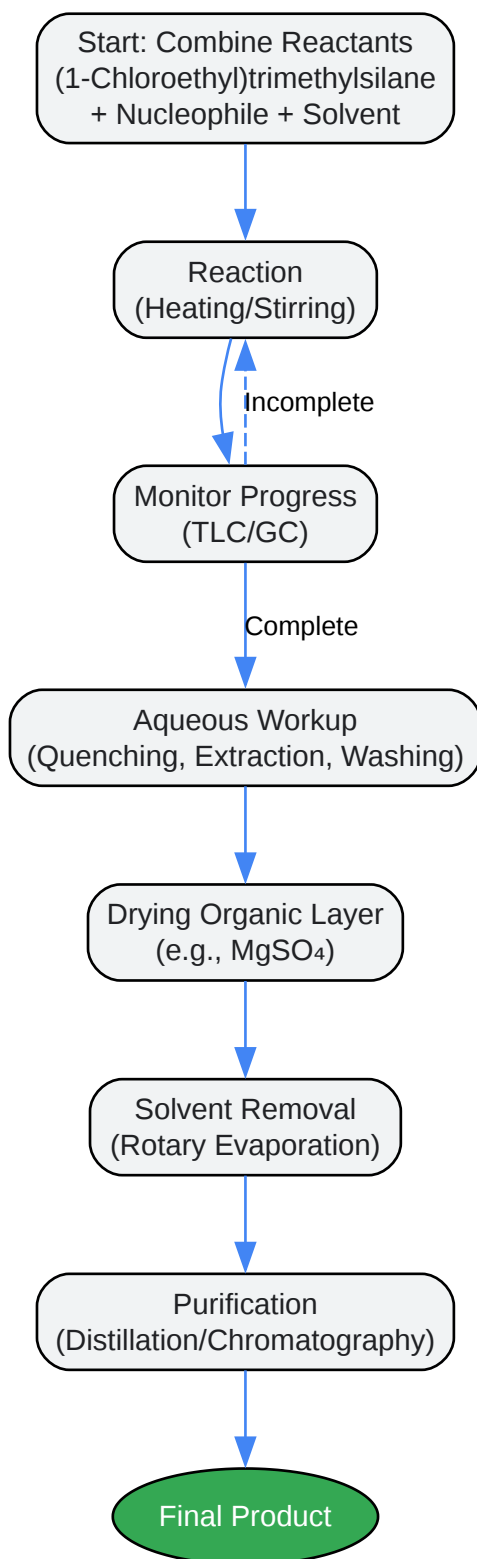 Start: Combine Reactants
(1-Chloroethyl)trimethylsilane
+ Nucleophile + Solvent
Reaction
(Heating/Stirring)
Incomplete
Monitor Progress
(TLC/GC)
Complete
Aqueous Workup
(Quenching, Extraction, Washing)
Drying Organic Layer
(e.g., MgSO₄)
Solvent Removal
(Rotary Evaporation)
Purification
(Distillation/Chromatography)
Final Product